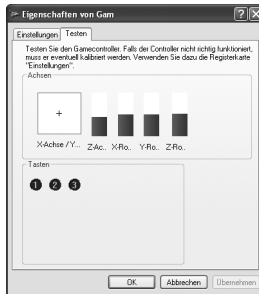 Eigenschaften von Gam
Einstellungen Testen
Testen Sie den Gamecontroller. Falls der Controller nicht richtig funktioniert,
muss er eventuell kalibriert werden. Verwenden Sie dazu die Registerkarte
"Einstellungen".
Achsen
X-Achse / Y... Z-Ac.. X-Ro.. Y-Ro.. Z-Ro..
Tasten
1 2 3
OK Abbrechen Übernehmen